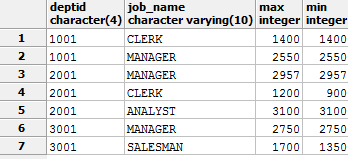 deptid job_name max min
character(4) character varying(10) integer integer
1 1001 CLERK 1400 1400
2 1001 MANAGER 2550 2550
3 2001 MANAGER 2957 2957
4 2001 CLERK 1200 900
5 2001 ANALYST 3100 3100
6 3001 MANAGER 2750 2750
7 3001 SALESMAN 1700 1350